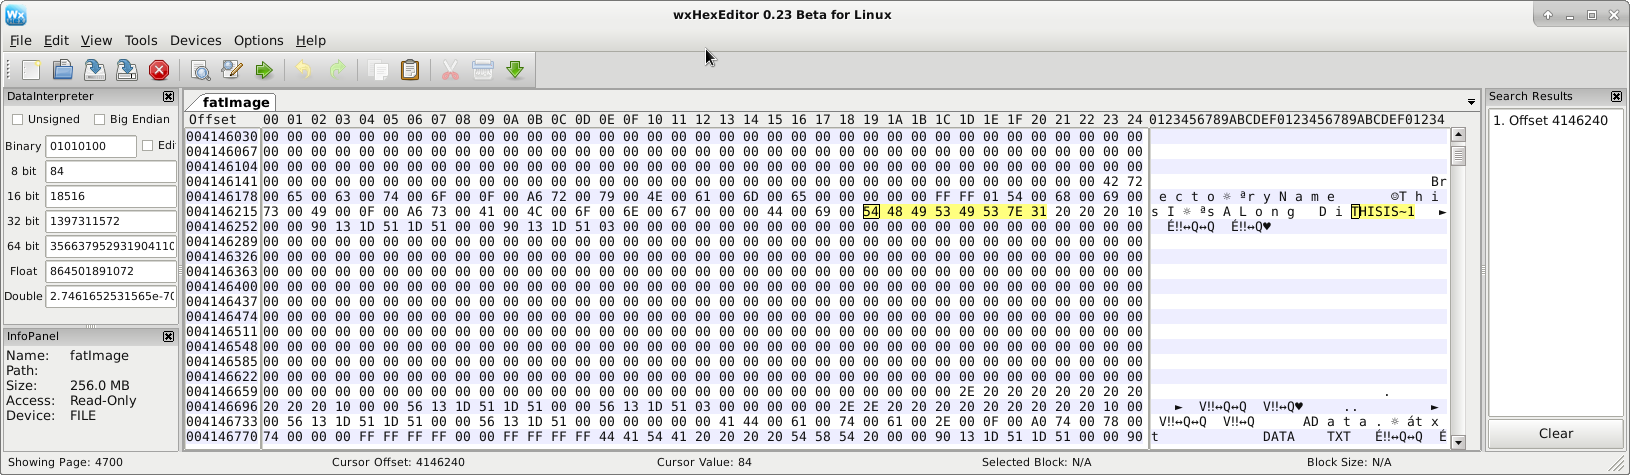 wxHexEditor 0.23 Beta for Linux
File Edit View Tools Devices Options Help
DataInterpreter
Unsigned Big Endian
Binary 01010100 Edi
8 bit 84
16 bit 18516
32 bit 1397311572
64 bit 356637952931904110
Float 864501891072
Double 2.7461652531565e-70
InfoPanel
Name: fatImage
Path:
Size: 256.0 MB
Access: Read-Only
Device: FILE
fatImage
Offset 00 01 02 03 04 05 06 07 08 09 0A 0B 0C 0D 0E 0F 10 11 12 13 14 15 16 17 18 19 1A 1B 1C 1D 1E 1F 20 21 22 23 24 0123456789ABCDEF0123456789ABCDEF01234
004146030 00 00 00 00 00 00 00 00 00 00 00 00 00 00 00 00 00 00 00 00 00 00 00 00 00 00 00 00 00 00 00 00 00 00 00 00 00
004146067 00 00 00 00 00 00 00 00 00 00 00 00 00 00 00 00 00 00 00 00 00 00 00 00 00 00 00 00 00 00 00 00 00 00 00 00 00
004146104 00 00 00 00 00 00 00 00 00 00 00 00 00 00 00 00 00 00 00 00 00 00 00 00 00 00 00 00 00 00 00 00 00 00 00 00 00
004146141 00 00 00 00 00 00 00 00 00 00 00 00 00 00 00 00 00 00 00 00 00 00 00 00 00 00 00 00 00 00 00 00 00 00 00 42 72 Br
004146178 00 65 00 63 00 74 00 6F 00 0F 00 A6 72 00 79 00 4E 00 61 00 6D 00 65 00 00 00 00 00 FF FF 01 54 00 68 00 69 00 e c t o ☼ ªr y N a m e ☺T h i
004146215 73 00 49 00 0F 00 A6 73 00 41 00 4C 00 6F 00 6E 00 67 00 00 00 44 00 69 00 54 48 49 53 49 53 7E 31 20 20 20 10 s I ☼ ªs A L o n g D i THISIS~1 ►
004146252 00 00 90 13 1D 51 1D 51 00 00 90 13 1D 51 03 00 00 00 00 00 00 00 00 00 00 00 00 00 00 00 00 00 00 00 00 00 00 É‼↔Q↔Q É‼↔Q♥
004146289 00 00 00 00 00 00 00 00 00 00 00 00 00 00 00 00 00 00 00 00 00 00 00 00 00 00 00 00 00 00 00 00 00 00 00 00 00
004146326 00 00 00 00 00 00 00 00 00 00 00 00 00 00 00 00 00 00 00 00 00 00 00 00 00 00 00 00 00 00 00 00 00 00 00 00 00
004146363 00 00 00 00 00 00 00 00 00 00 00 00 00 00 00 00 00 00 00 00 00 00 00 00 00 00 00 00 00 00 00 00 00 00 00 00 00
004146400 00 00 00 00 00 00 00 00 00 00 00 00 00 00 00 00 00 00 00 00 00 00 00 00 00 00 00 00 00 00 00 00 00 00 00 00 00
004146437 00 00 00 00 00 00 00 00 00 00 00 00 00 00 00 00 00 00 00 00 00 00 00 00 00 00 00 00 00 00 00 00 00 00 00 00 00
004146474 00 00 00 00 00 00 00 00 00 00 00 00 00 00 00 00 00 00 00 00 00 00 00 00 00 00 00 00 00 00 00 00 00 00 00 00 00
004146511 00 00 00 00 00 00 00 00 00 00 00 00 00 00 00 00 00 00 00 00 00 00 00 00 00 00 00 00 00 00 00 00 00 00 00 00 00
004146548 00 00 00 00 00 00 00 00 00 00 00 00 00 00 00 00 00 00 00 00 00 00 00 00 00 00 00 00 00 00 00 00 00 00 00 00 00
004146585 00 00 00 00 00 00 00 00 00 00 00 00 00 00 00 00 00 00 00 00 00 00 00 00 00 00 00 00 00 00 00 00 00 00 00 00 00
004146622 00 00 00 00 00 00 00 00 00 00 00 00 00 00 00 00 00 00 00 00 00 00 00 00 00 00 00 00 00 00 00 00 00 00 00 00 00
004146659 00 00 00 00 00 00 00 00 00 00 00 00 00 00 00 00 00 00 00 00 00 00 00 00 00 00 00 00 00 2E 20 20 20 20 20 20 20 .
004146696 20 20 20 10 00 00 56 13 1D 51 1D 51 00 00 56 13 1D 51 03 00 00 00 00 00 2E 2E 20 20 20 20 20 20 20 20 20 10 00 ► V‼↔Q↔Q V‼↔Q♥ .. ►
004146733 00 56 13 1D 51 1D 51 00 00 56 13 1D 51 00 00 00 00 00 00 41 44 00 61 00 74 00 61 00 2E 00 0F 00 A0 74 00 78 00 V‼↔Q↔Q V‼↔Q AD a t a . ☼ át x
004146770 74 00 00 00 FF FF FF FF 00 00 FF FF FF FF 44 41 54 41 20 20 20 20 54 58 54 20 00 00 90 13 1D 51 1D 51 00 00 90 t DATA TXT É‼↔Q↔Q É
Search Results
1. Offset 4146240
Clear
Showing Page: 4700 Cursor Offset: 4146240 Cursor Value: 84 Selected Block: N/A Block Size: N/A